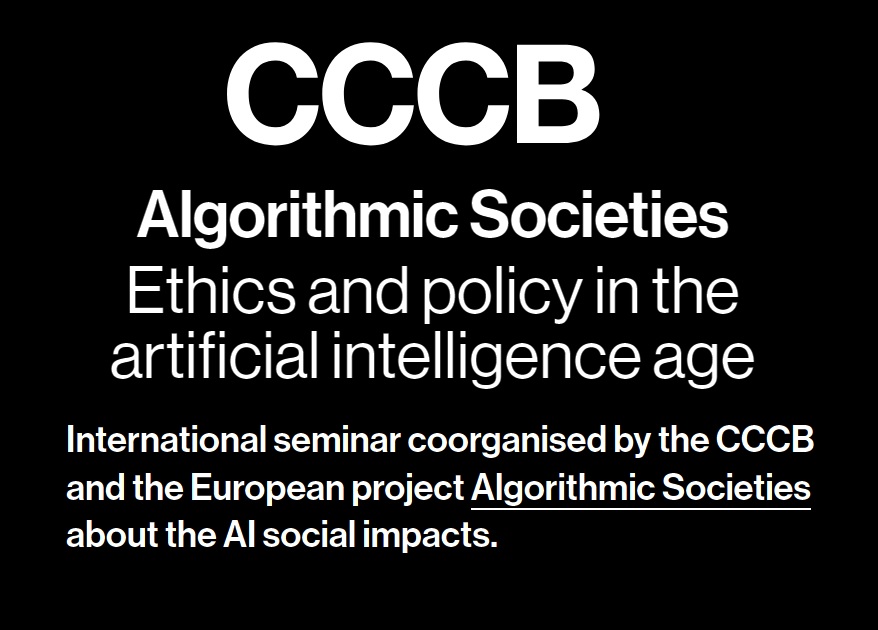 CCCB
Algorithmic Societies
Ethics and policy in the
artificial intelligence age
International seminar coorganised by the CCCB
and the European project Algorithmic Societies
about the AI social impacts.